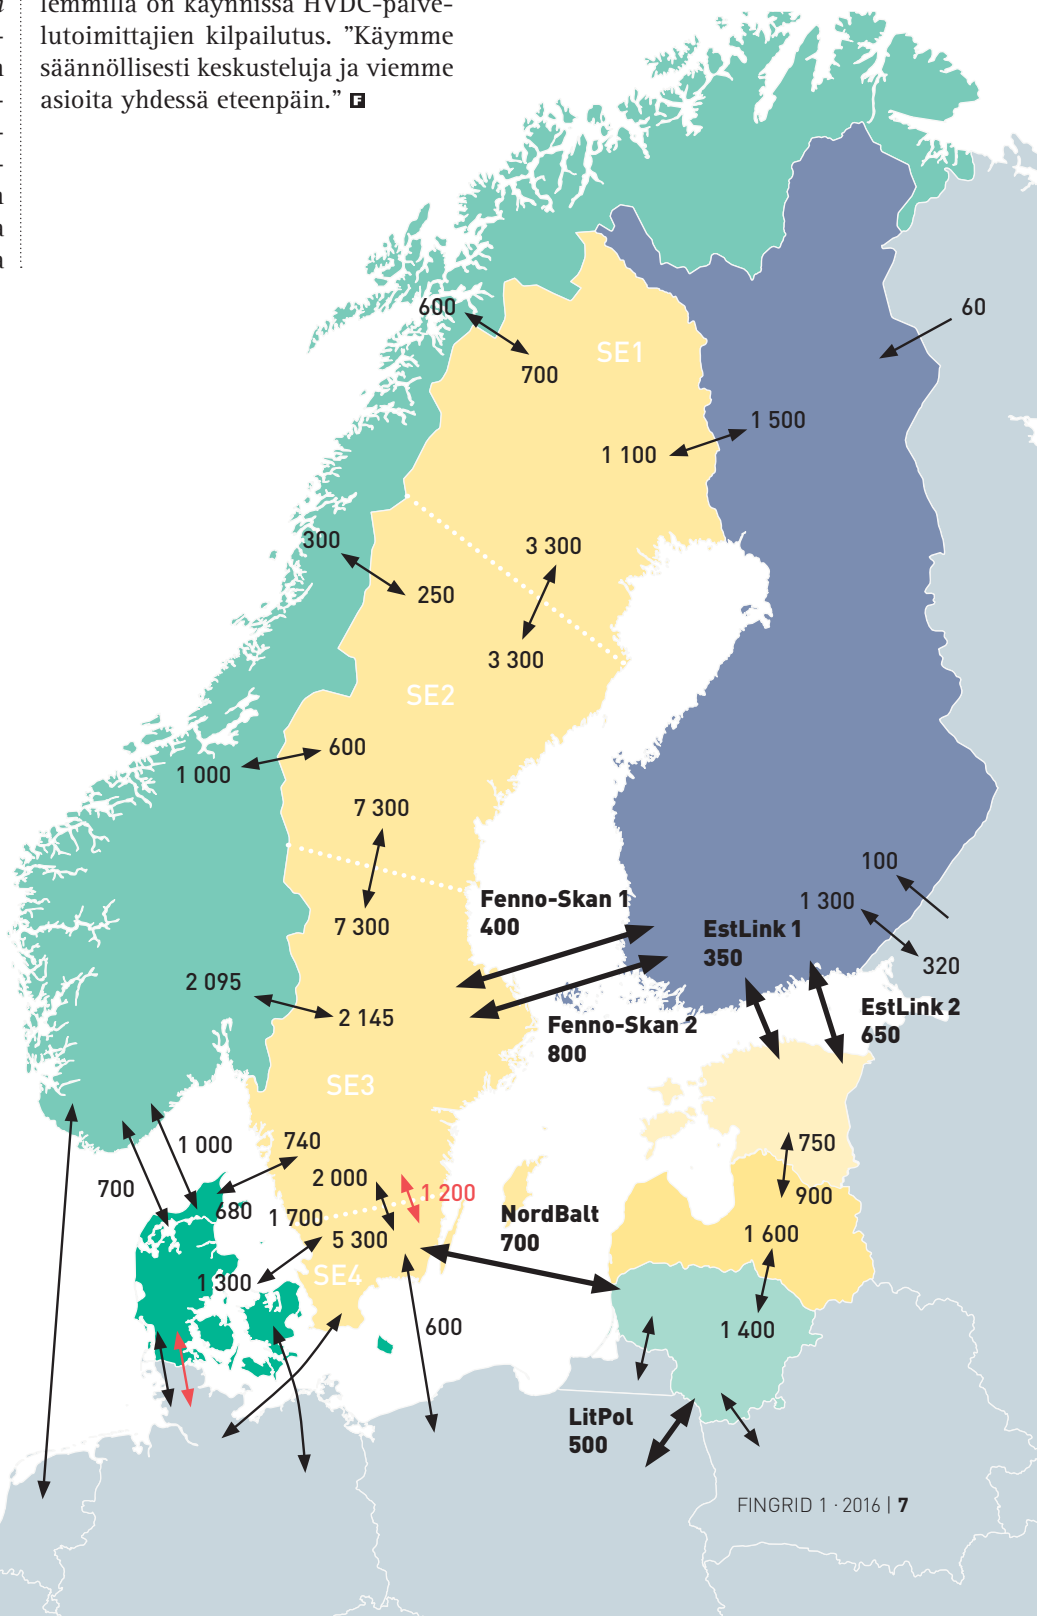 lemmillä on käynnissä HVDC-palve-
lutoimittajien kilpailutus. ”Käymme
säännöllisesti keskusteluja ja viemme
asioita yhdessä eteenpäin.” F
600
700
SE1
60
1 500
1 100
300
250
3 300
3 300
SE2
600
1 000
7 300
7 300
Fenno-Skan 1
400
100
1 300
320
EstLink 1
350
2 095
2 145
EstLink 2
650
Fenno-Skan 2
800
SE3
1 000
740
700
680
2 000
1 200
1 700
5 300
750
900
NordBalt
700
1 600
1 300
SE4
600
1 400
LitPol
500
FINGRID 1 · 2016 | 7